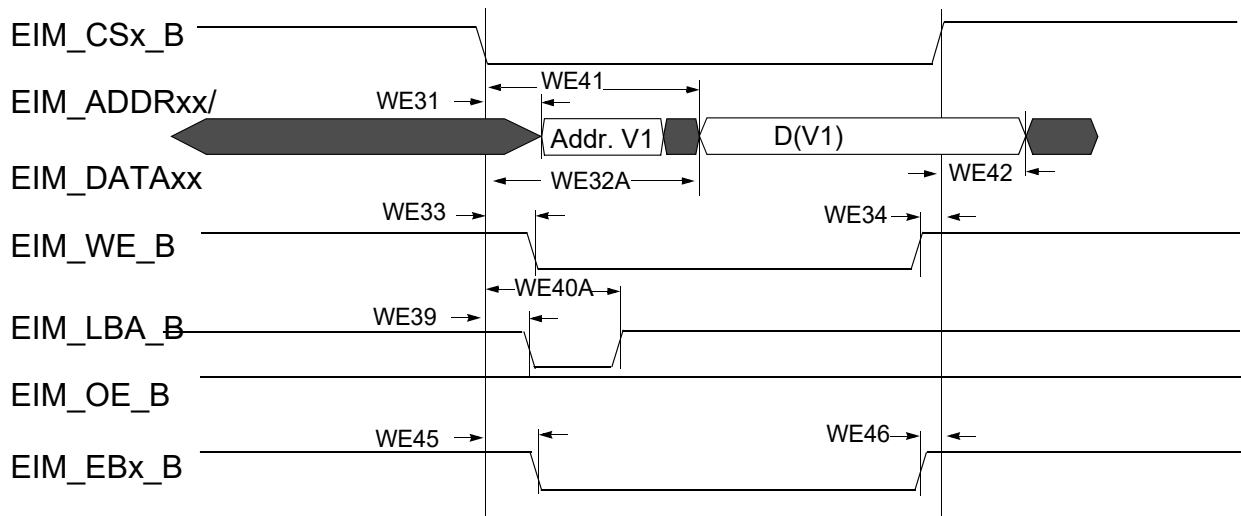 EIM_CSx_B
WE41
EIM_ADDRxx/
WE31
Addr. V1
D(V1)
EIM_DATAxx
WE32A
WE42
WE33
WE34
EIM_WE_B
WE40A
EIM_LBA_B
WE39
EIM_OE_B
WE45
WE46
EIM_EBx_B